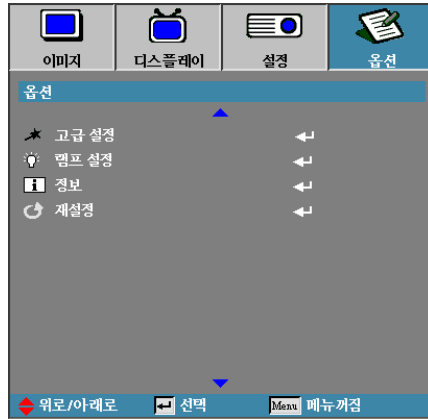 이미지 디스플레이 설정 옵션
옵션
고급 설정
램프 설정
i 정보
재설정
위로/아래로 선택 Menu 메뉴 꺼짐